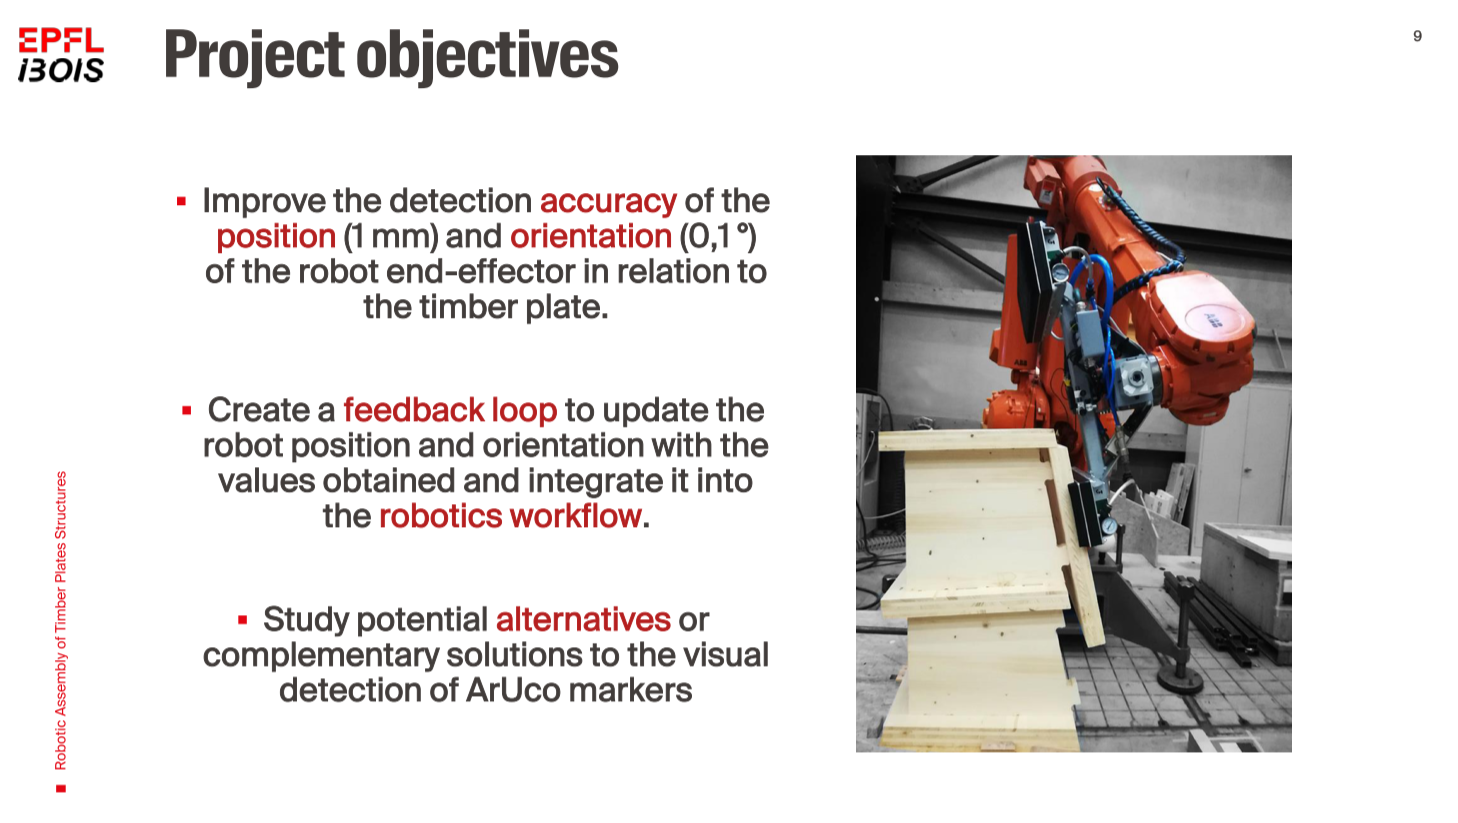 EPFL
iBOIS
Project objectives
9
▪ Improve the detection accuracy of the
position (1 mm) and orientation (0,1 °)
of the robot end-effector in relation to
the timber plate.
▪ Create a feedback loop to update the
robot position and orientation with the
values obtained and integrate it into
the robotics workflow.
▪ Study potential alternatives or
complementary solutions to the visual
detection of ArUco markers
Robotic Assembly of Timber Plates Structures
ABB
ABB